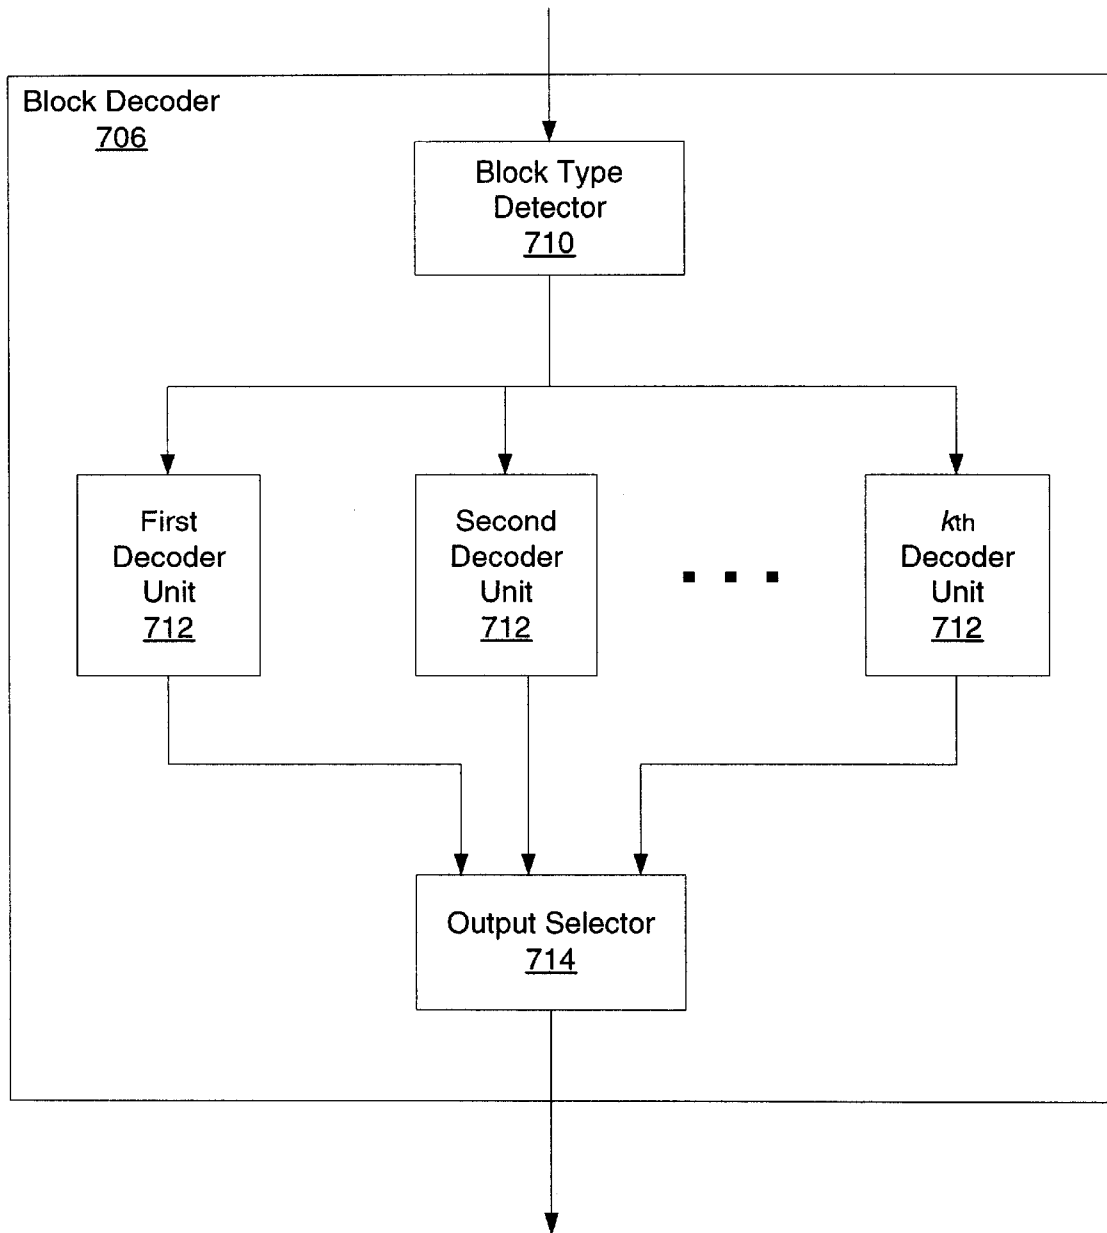 Block Decoder
706
Block Type
Detector
710
First
Decoder
Unit
712
Second
Decoder
Unit
712
kth
Decoder
Unit
712
Output Selector
714